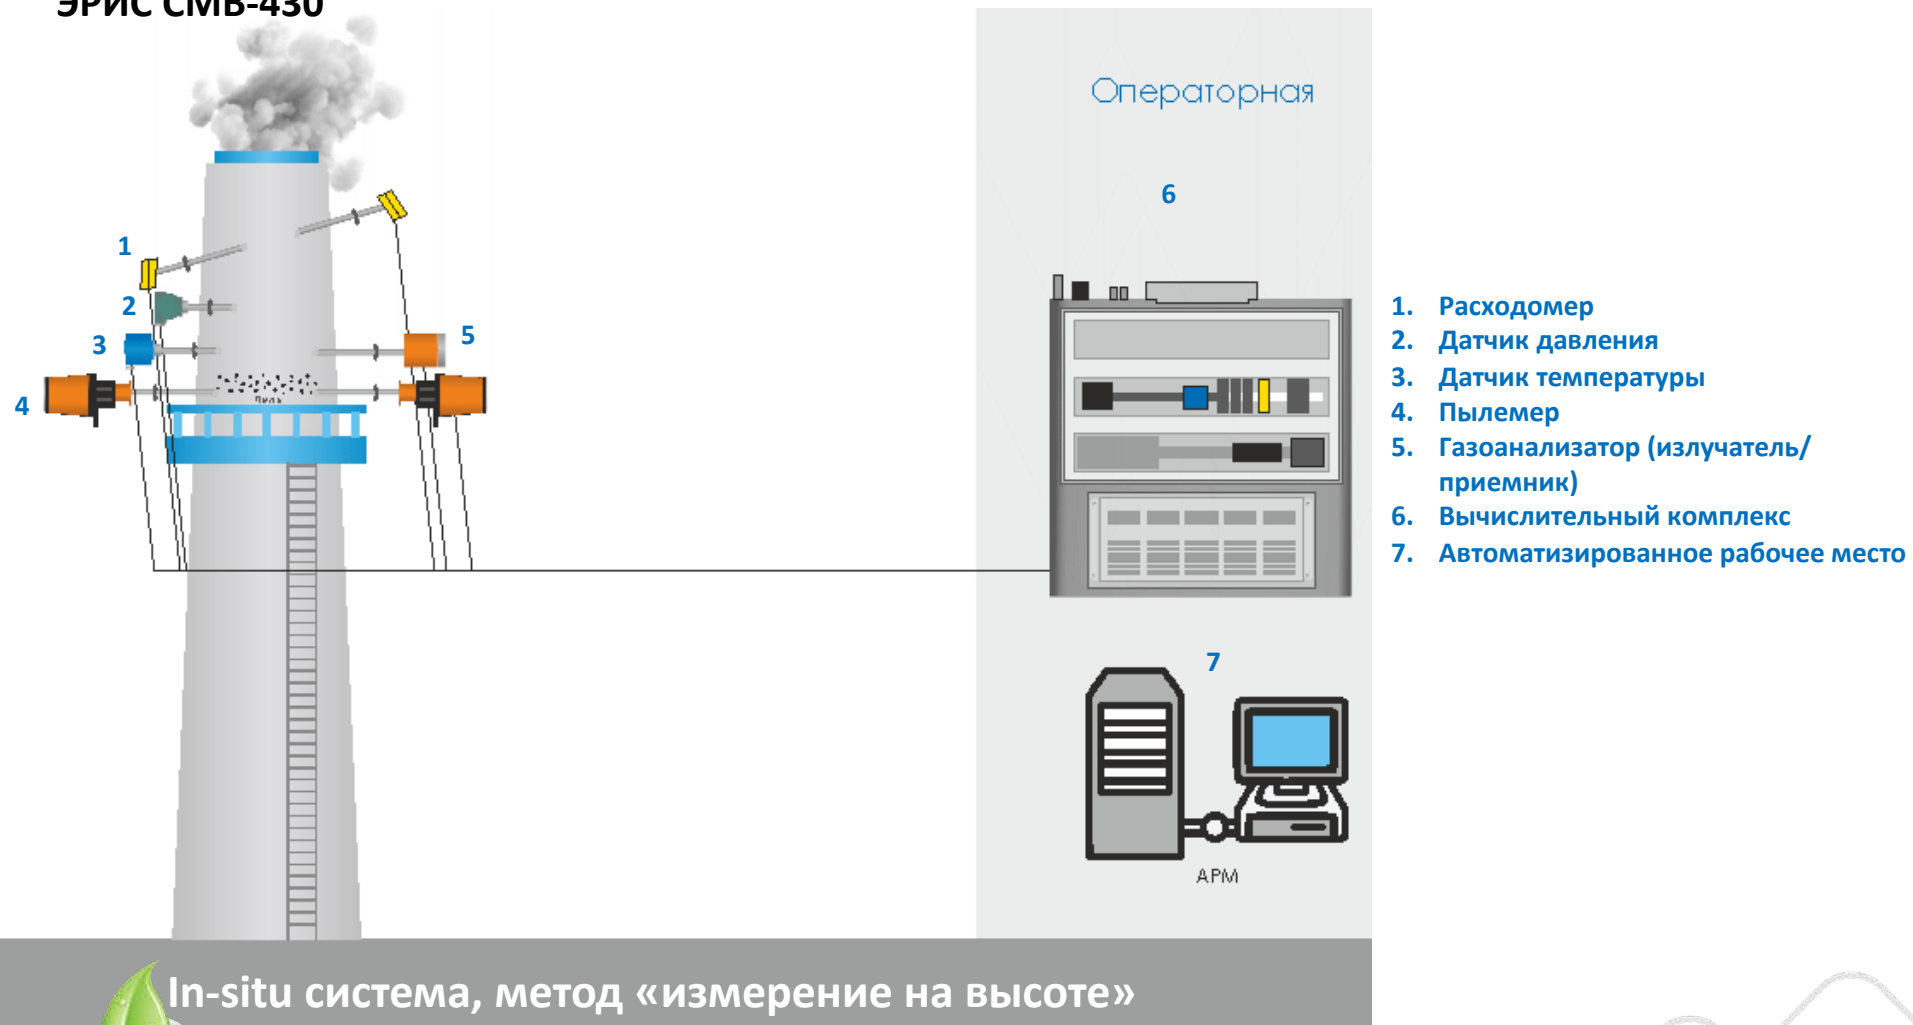 ЭРИС СМВ-430
Операторная
6
1
2
3
4
5
пыль
7
АРМ
1. Расходомер
2. Датчик давления
3. Датчик температуры
4. Пылемер
5. Газоанализатор (излучатель/
приемник)
6. Вычислительный комплекс
7. Автоматизированное рабочее место
In-situ система, метод «измерение на высоте»